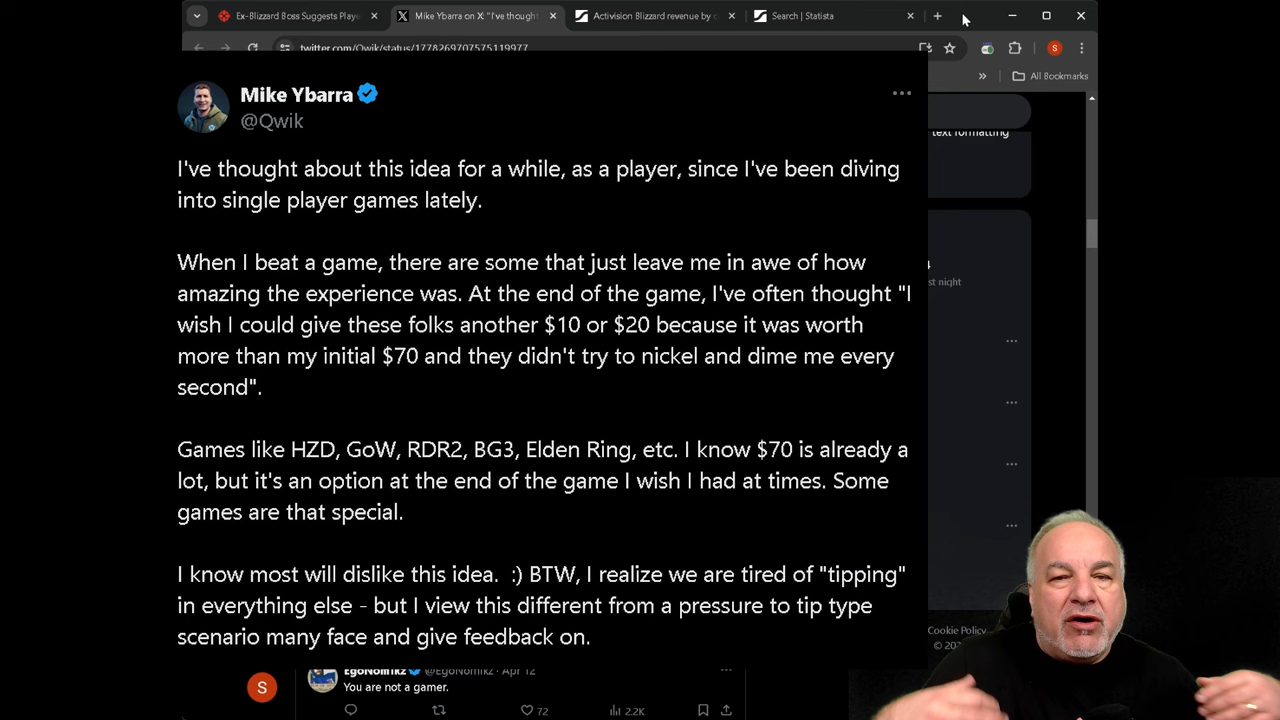 Ex-Blizzard Boss Suggests Playe
Mike Ybarra on X: "I've thought
Activision Blizzard revenue by c
Search | Statista
twitter.com/Qwik/status/1778269707575119977
S
All Bookmarks
Mike Ybarra
@Qwik
text formatting
I've thought about this idea for a while, as a player, since I've been diving
into single player games lately.
When I beat a game, there are some that just leave me in awe of how
amazing the experience was. At the end of the game, I've often thought "I
wish I could give these folks another $10 or $20 because it was worth
more than my initial $70 and they didn't try to nickel and dime me every
second".
st night
Games like HZD, GoW, RDR2, BG3, Elden Ring, etc. I know $70 is already a
lot, but it's an option at the end of the game I wish I had at times. Some
games are that special.
I know most will dislike this idea.  :) BTW, I realize we are tired of "tipping"
in everything else - but I view this different from a pressure to tip type
scenario many face and give feedback on.
Cookie Policy
© 20
S
EgoNomikz @EgoNomikz · Apr 12
You are not a gamer.
72
2.2K